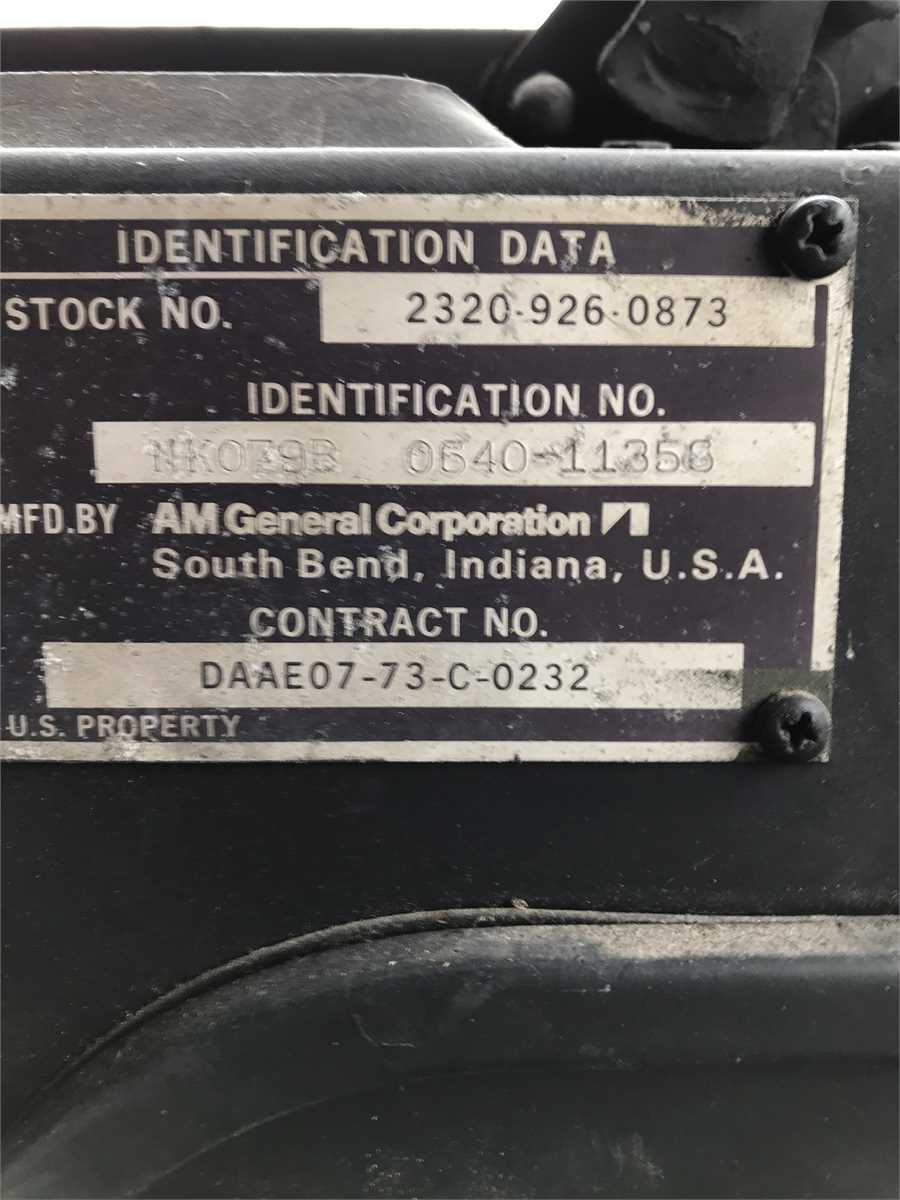 IDENTIFICATION DATA
STOCK NO. 2320-926-0873
IDENTIFICATION NO.
0640-11358
MFD.BY AM General Corporation
South Bend, Indiana, U.S.A.
CONTRACT NO.
DAAE07-73-C-0232
U.S. PROPERTY